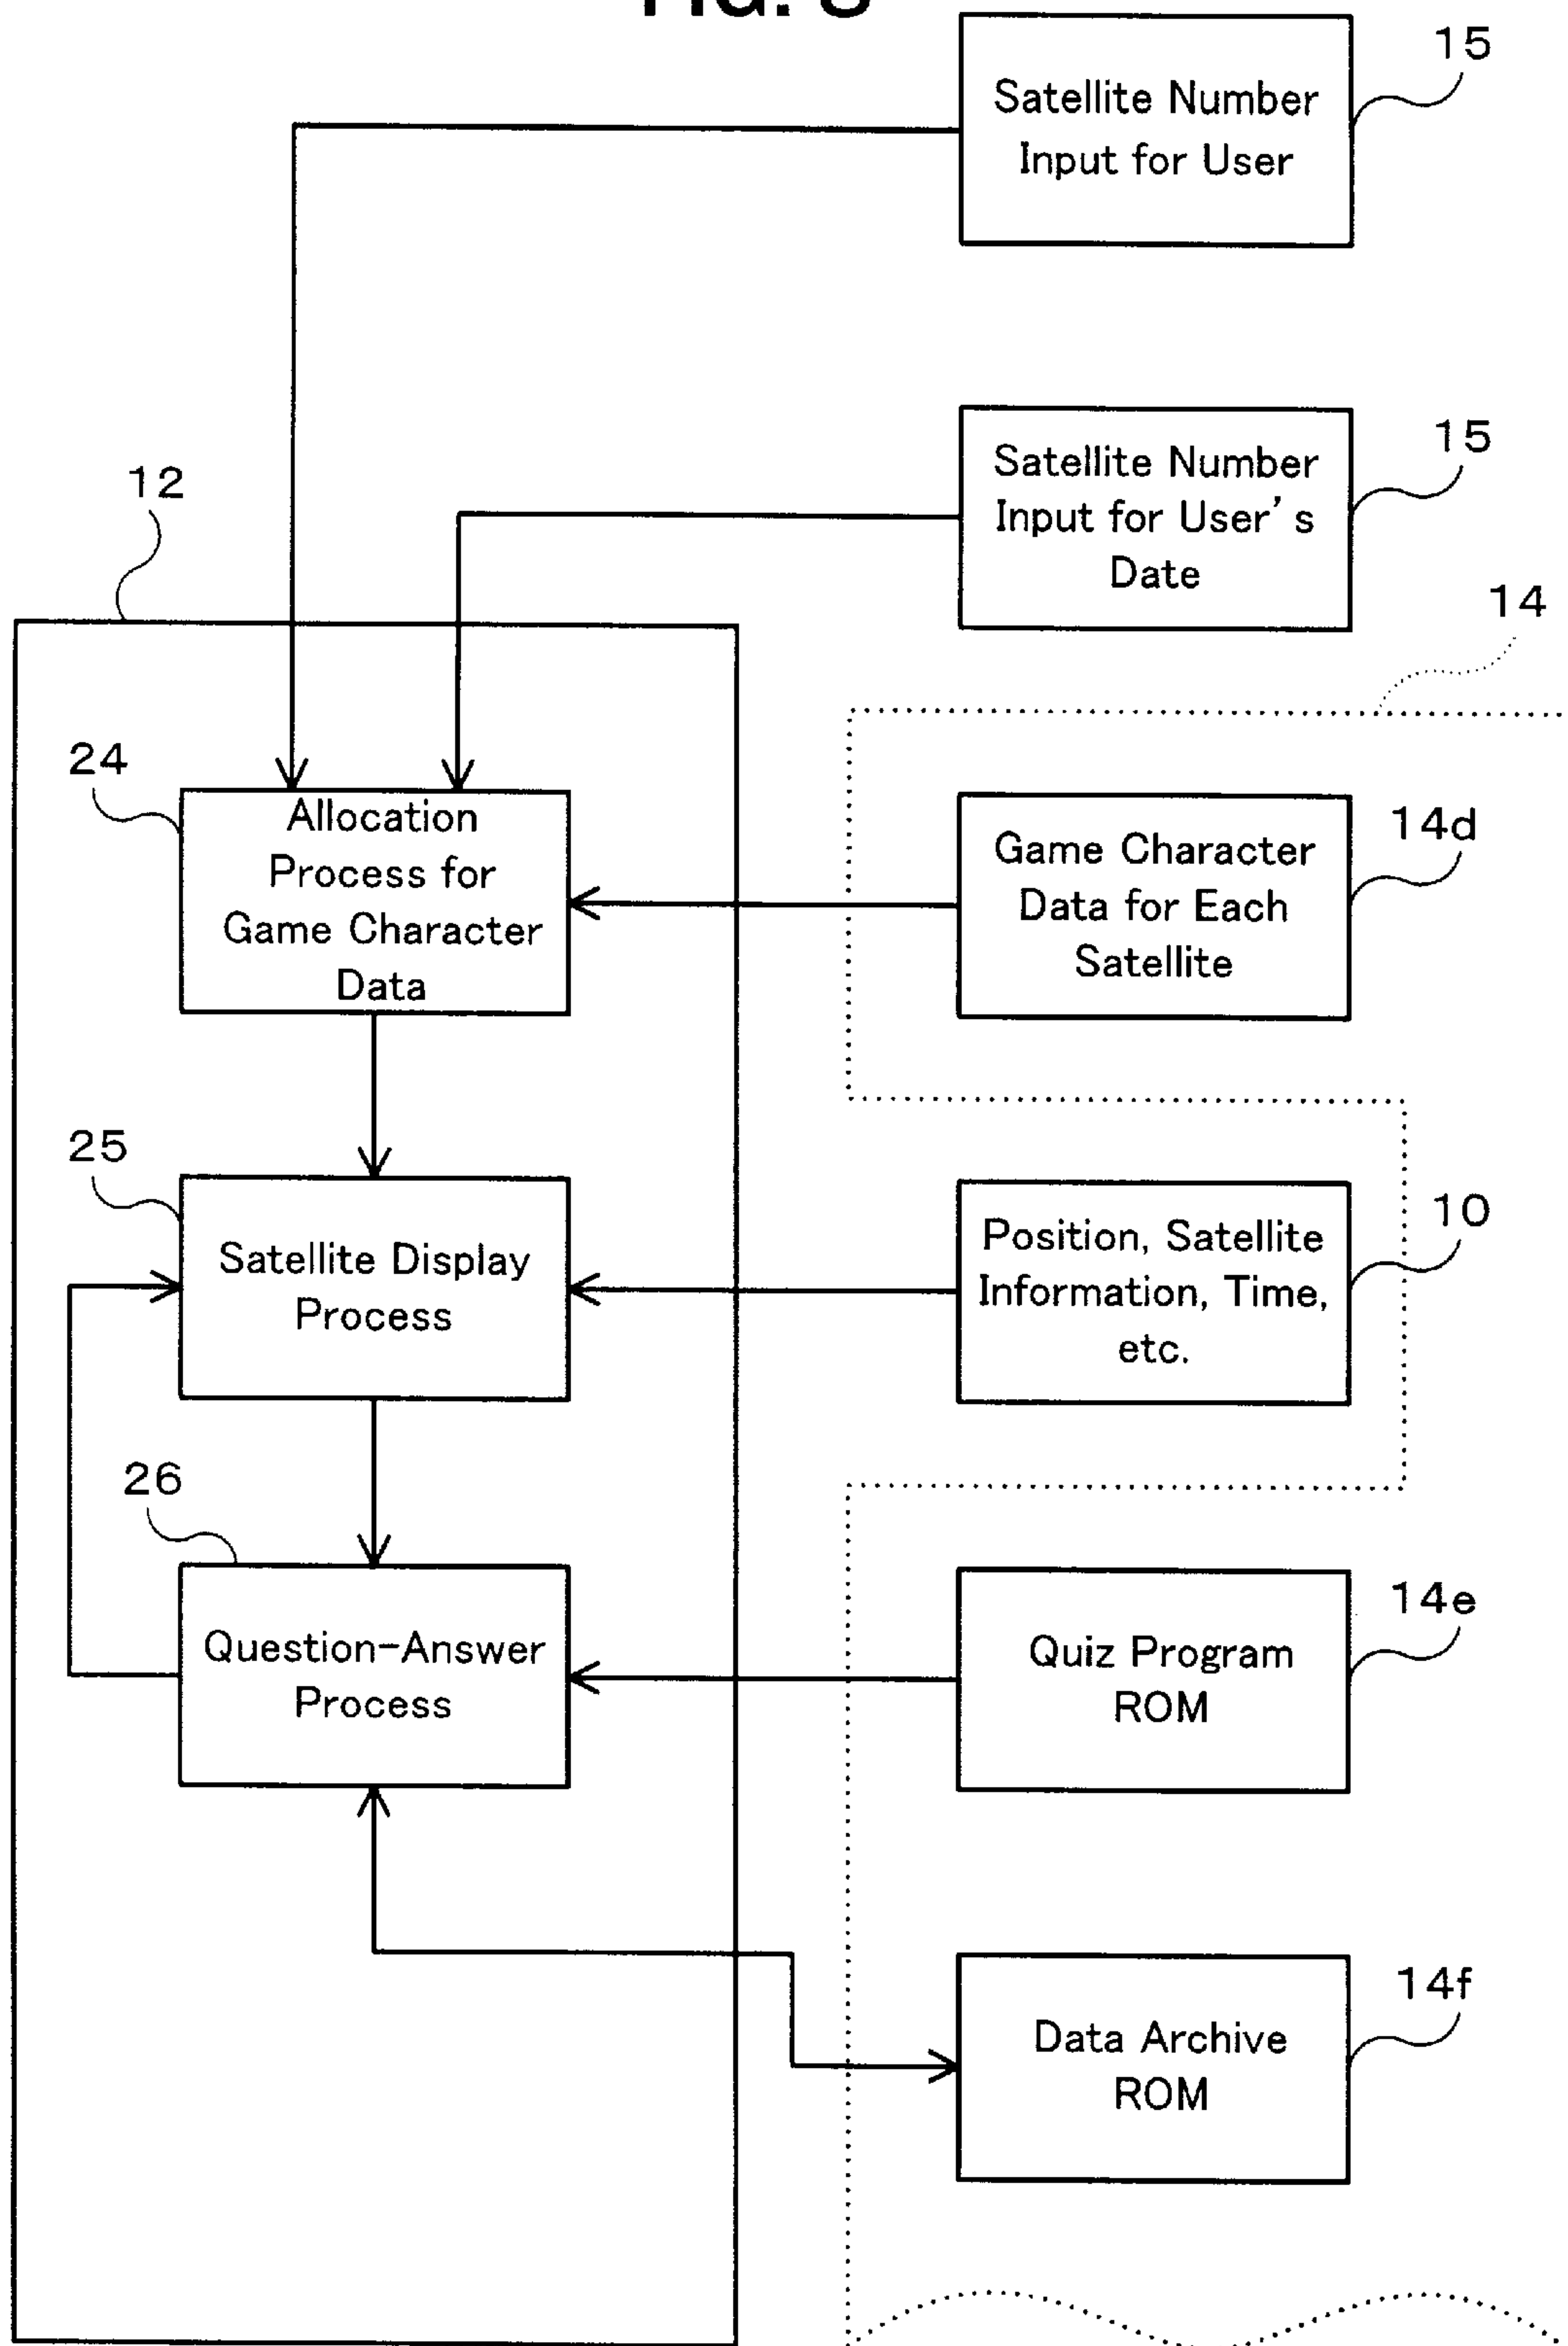 Satellite Number
Input for User
15
Satellite Number
Input for User's
Date
15
12
14
24
Allocation
Process for
Game Character
Data
Game Character
Data for Each
Satellite
14d
25
Satellite Display
Process
Position, Satellite
Information, Time,
etc.
10
26
Question-Answer
Process
Quiz Program
ROM
14e
Data Archive
ROM
14f